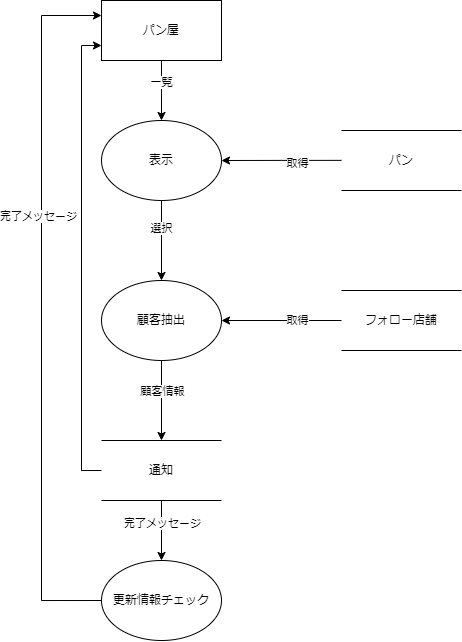 パン屋
一覧
表示
取得
パン
完了メッセージ
選択
顧客抽出
取得
フォロー店舗
顧客情報
通知
完了メッセージ
更新情報チェック